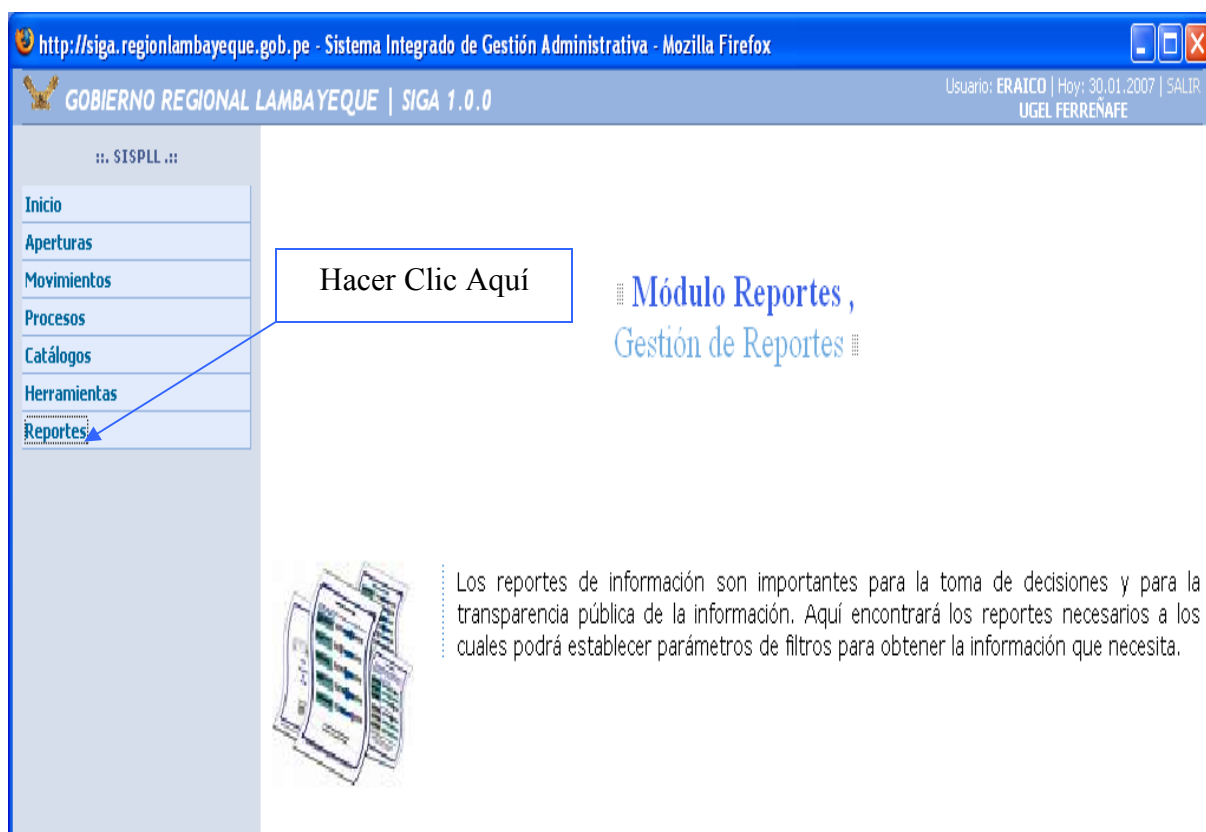 http://siga.regionlambayeque.gob.pe - Sistema Integrado de Gestión Administrativa - Mozilla Firefox
GOBIERNO REGIONAL LAMBAYEQUE | SIGA 1.0.0
Usuario: ERAICO | Hoy: 30.01.2007 | SALIR
UGEL FERREÑAFE
::. SISPLL .::
Inicio
Aperturas
Movimientos
Procesos
Catálogos
Herramientas
Reportes
Hacer Clic Aquí
Módulo Reportes ,
Gestión de Reportes
Los reportes de información son importantes para la toma de decisiones y para la
transparencia pública de la información. Aquí encontrará los reportes necesarios a los
cuales podrá establecer parámetros de filtros para obtener la información que necesita.